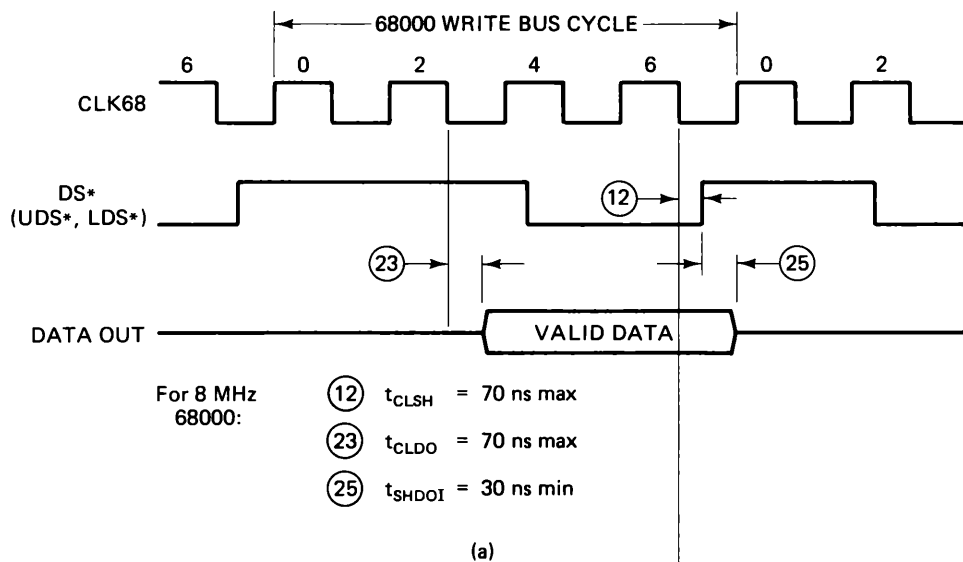 68000 WRITE BUS CYCLE
6 0 2 4 6 0 2
CLK68
DS*
(UDS*, LDS*)
12
23
25
DATA OUT
VALID DATA
For 8 MHz
68000:
12 tCLSH = 70 ns max
23 tCLDO = 70 ns max
25 tSHDOI = 30 ns min
(a)